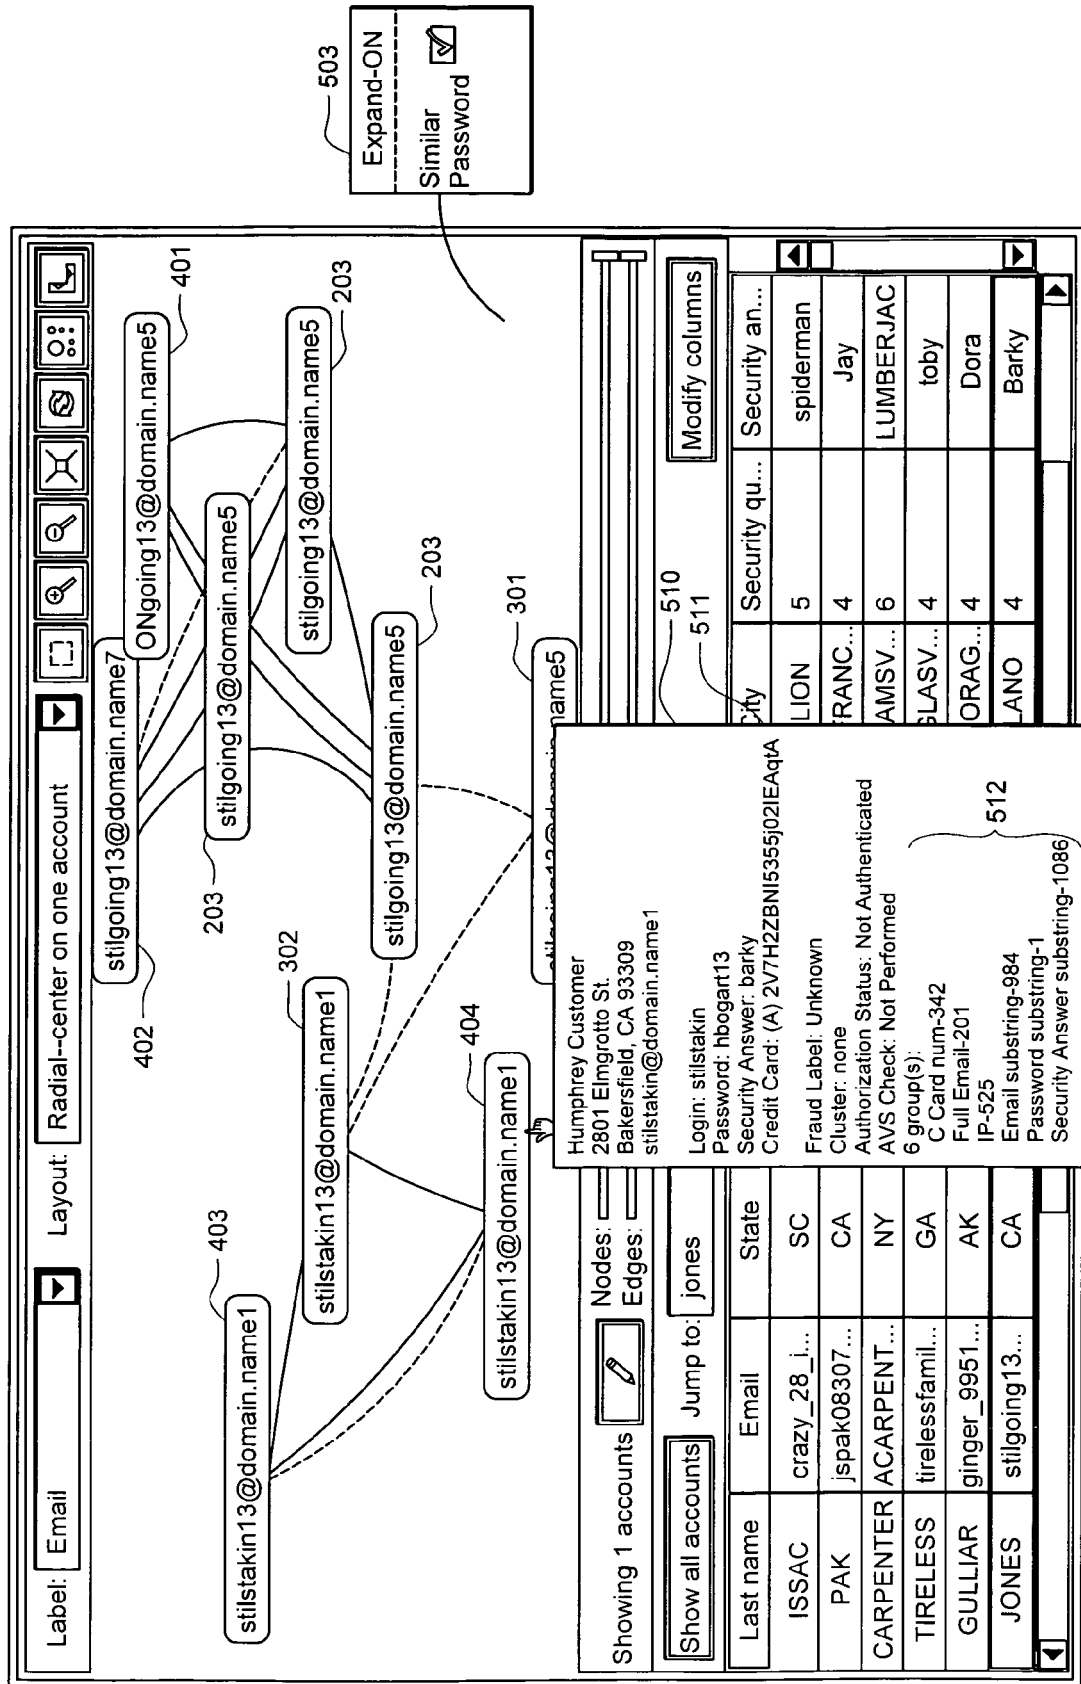 Label: Email Layout: Radial--center on one account
402
stilgoing13@domain.name7
ONgoing13@domain.name5
401
203
stilgoing13@domain.name5
stilgoing13@domain.name5
203
403
stilstakin13@domain.name1
302
stilstakin13@domain.name1
stilgoing13@domain.name5
203
404
stilstakin13@domain.name1
301
name5
503
Expand-ON
Similar
Password
Showing 1 accounts Nodes:
Edges:
Show all accounts Jump to: jones Modify columns
510
511
Last name Email State City Security qu... Security an...
ISSAC crazy_28_i... SC LION 5 spiderman
PAK jspak08307... CA RANC... 4 Jay
CARPENTER ACARPENT... NY AMSV... 6 LUMBERJAC
TIRELESS tirelessfamil... GA GLASV... 4 toby
GULLIAR ginger_9951... AK ORAG... 4 Dora
JONES stilgoing13... CA LANO 4 Barky
Humphrey Customer
2801 Elmgrotto St.
Bakersfield, CA 93309
stilstakin@domain.name1
Login: stilstakin
Password: hbogart13
Security Answer: barky
Credit Card: (A) 2V7H2ZBNI5355j02IEAqtA
Fraud Label: Unknown
Cluster: none
Authorization Status: Not Authenticated
AVS Check: Not Performed
6 group(s):
C Card num-342
Full Email-201
IP-525
Email substring-984
Password substring-1
Security Answer substring-1086
512